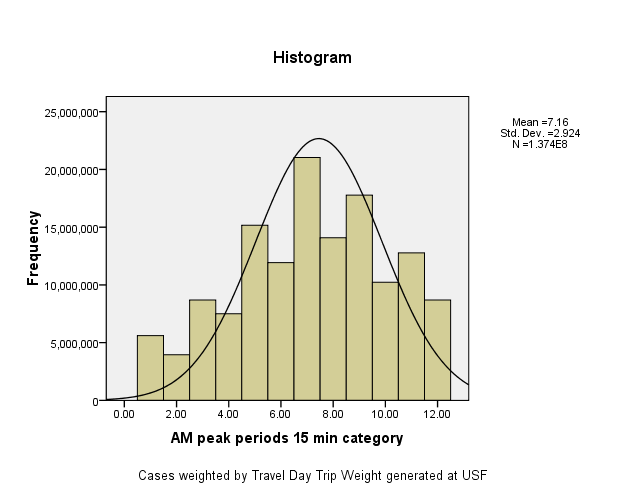 Histogram
Mean =7.16
Std. Dev. =2.924
N =1.374E8
25,000,000
20,000,000
15,000,000
10,000,000
5,000,000
0
Frequency
0.00 2.00 4.00 6.00 8.00 10.00 12.00
AM peak periods 15 min category
Cases weighted by Travel Day Trip Weight generated at USF